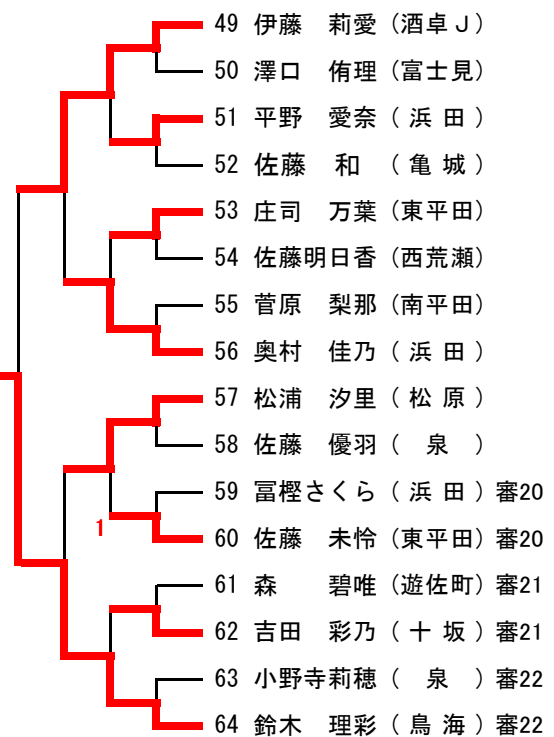 49 伊藤　莉愛 (酒卓Ｊ)
50 澤口　侑理 (富士見)
51 平野　愛奈 ( 浜 田 )
52 佐藤　和 ( 亀 城 )
53 庄司　万葉 (東平田)
54 佐藤明日香 (西荒瀬)
55 菅原　梨那 (南平田)
56 奥村　佳乃 ( 浜 田 )
57 松浦　汐里 ( 松 原 )
58 佐藤　優羽 (　泉　)
59 冨樫さくら ( 浜 田 ) 審20
1
60 佐藤　未怜 (東平田) 審20
61 森　　碧唯 (遊佐町) 審21
62 吉田　彩乃 ( 十 坂 ) 審21
63 小野寺莉穂 (　泉　) 審22
64 鈴木　理彩 ( 鳥 海 ) 審22